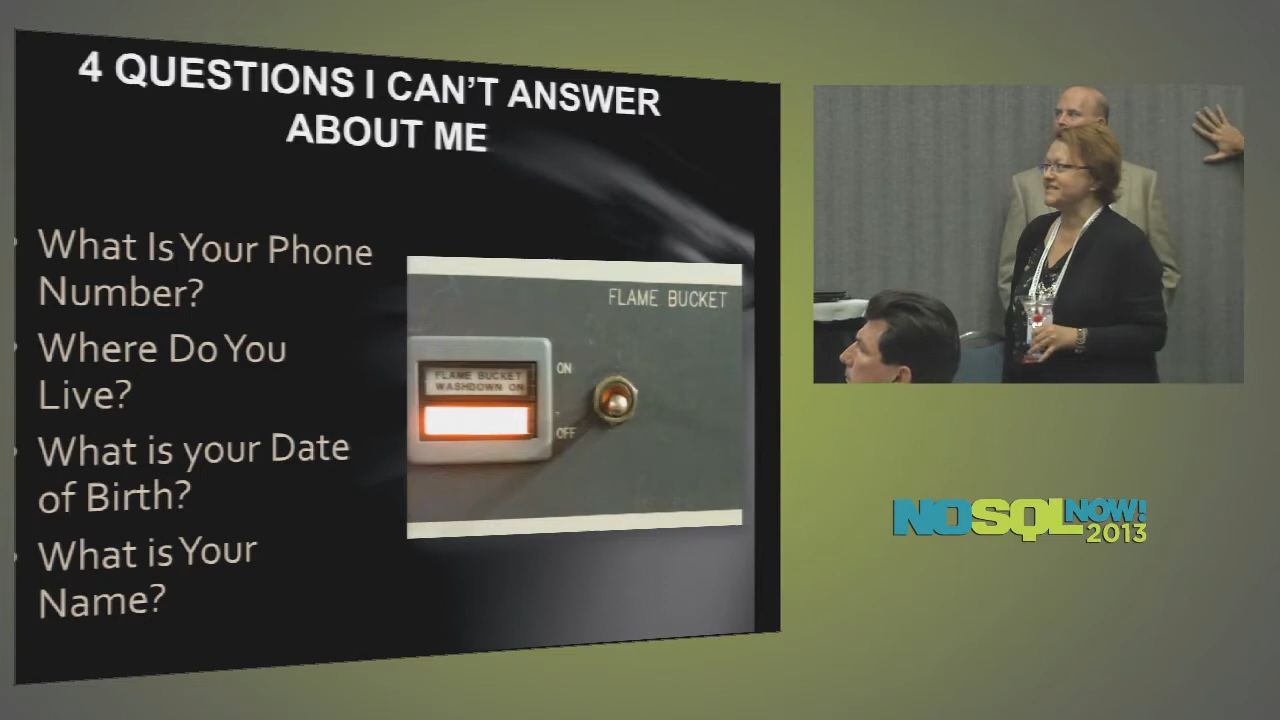 4 QUESTIONS I CAN'T ANSWER
ABOUT ME
What Is Your Phone
Number?
Where Do You
Live?
What is your Date
of Birth?
What is Your
Name?
FLAME BUCKET
FLAME BUCKET
WASHDOWN ON
ON
OFF
NOSQL NOW!
2013